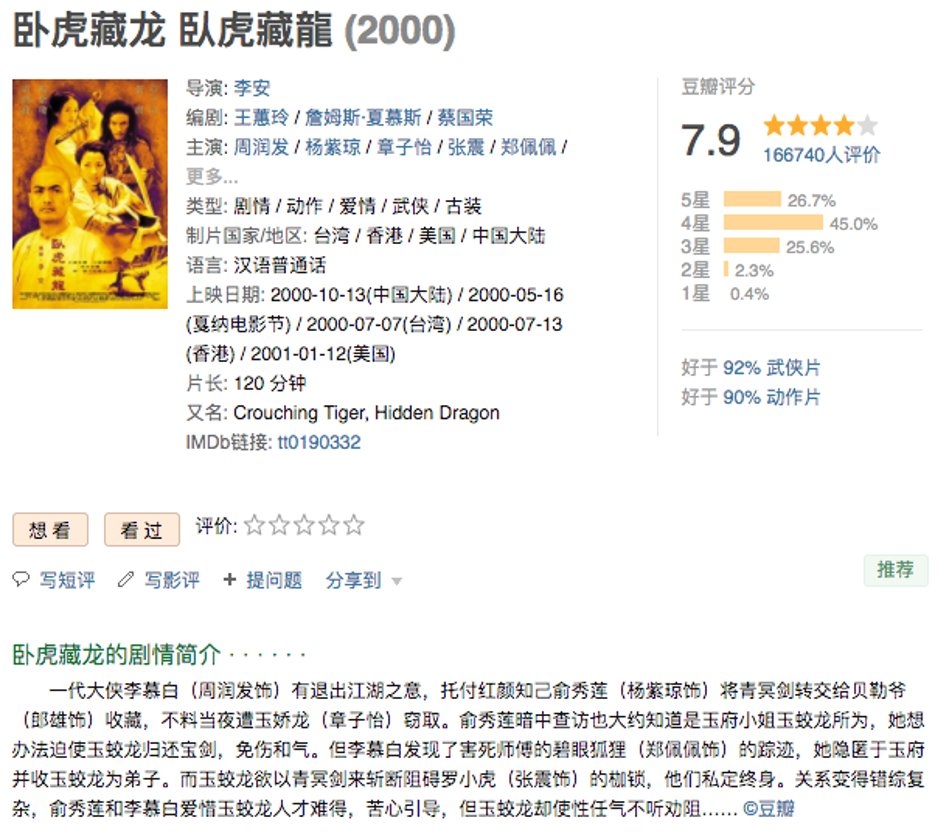 卧虎藏龙 臥虎藏龍 (2000)
导演: 李安
编剧: 王蕙玲 / 詹姆斯·夏慕斯 / 蔡国荣
主演: 周润发 / 杨紫琼 / 章子怡 / 张震 / 郑佩佩 /
更多...
类型: 剧情 / 动作 / 爱情 / 武侠 / 古装
制片国家/地区: 台湾 / 香港 / 美国 / 中国大陆
语言: 汉语普通话
上映日期: 2000-10-13(中国大陆) / 2000-05-16
(戛纳电影节) / 2000-07-07(台湾) / 2000-07-13
(香港) / 2001-01-12(美国)
片长: 120 分钟
又名: Crouching Tiger, Hidden Dragon
IMDb链接: tt0190332
臥虎藏龍
豆瓣评分
7.9
166740人评价
5星 26.7%
4星 45.0%
3星 25.6%
2星 2.3%
1星 0.4%
好于 92% 武侠片
好于 90% 动作片
想看 看过 评价:
写短评 写影评 + 提问题 分享到
推荐
卧虎藏龙的剧情简介 · · · · · ·
一代大侠李慕白（周润发饰）有退出江湖之意，托付红颜知己俞秀莲（杨紫琼饰）将青冥剑转交给贝勒爷
（郎雄饰）收藏，不料当夜遭玉娇龙（章子怡）窃取。俞秀莲暗中查访也大约知道是玉府小姐玉蛟龙所为，她想
办法迫使玉蛟龙归还宝剑，免伤和气。但李慕白发现了害死师傅的碧眼狐狸（郑佩佩饰）的踪迹，她隐匿于玉府
并收玉蛟龙为弟子。而玉蛟龙欲以青冥剑来斩断阻碍罗小虎（张震饰）的枷锁，他们私定终身。关系变得错综复
杂，俞秀莲和李慕白爱惜玉蛟龙人才难得，苦心引导，但玉蛟龙却使性任气不听劝阻…… ©豆瓣